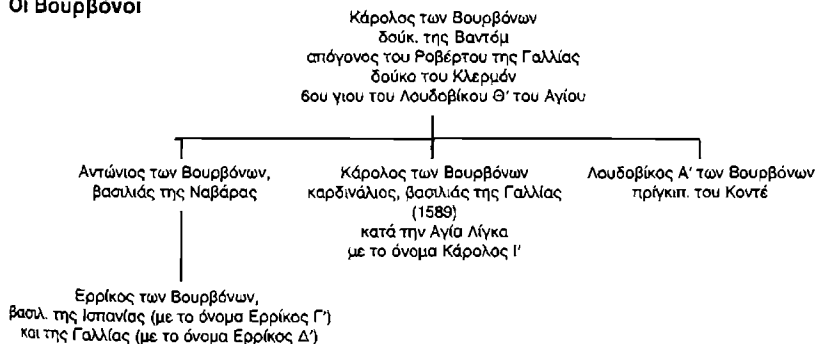 Οι Βουρβόνοι
Κάρολος των Βουρβόνων
δούκ. της Βαντόμ
απόγονος του Ροβέρτου της Γαλλίας
δούκα του Κλερμόν
6ου γιου του Λουδοβίκου Θ' του Αγίου
Αντώνιος των Βουρβόνων,
βασιλιάς της Ναβάρας
Κάρολος των Βουρβόνων
καρδινάλιος, βασιλιάς της Γαλλίας
(1589)
κατά την Αγία Λίγκα
με το όνομα Κάρολος Ι'
Λουδοβίκος Α' των Βουρβόνων
πρίγκιπ. του Κοντέ
Ερρίκος των Βουρβόνων,
βασιλ. της Ισπανίας (με το όνομα Ερρίκος Γ')
και της Γαλλίας (με το όνομα Ερρίκος Δ')